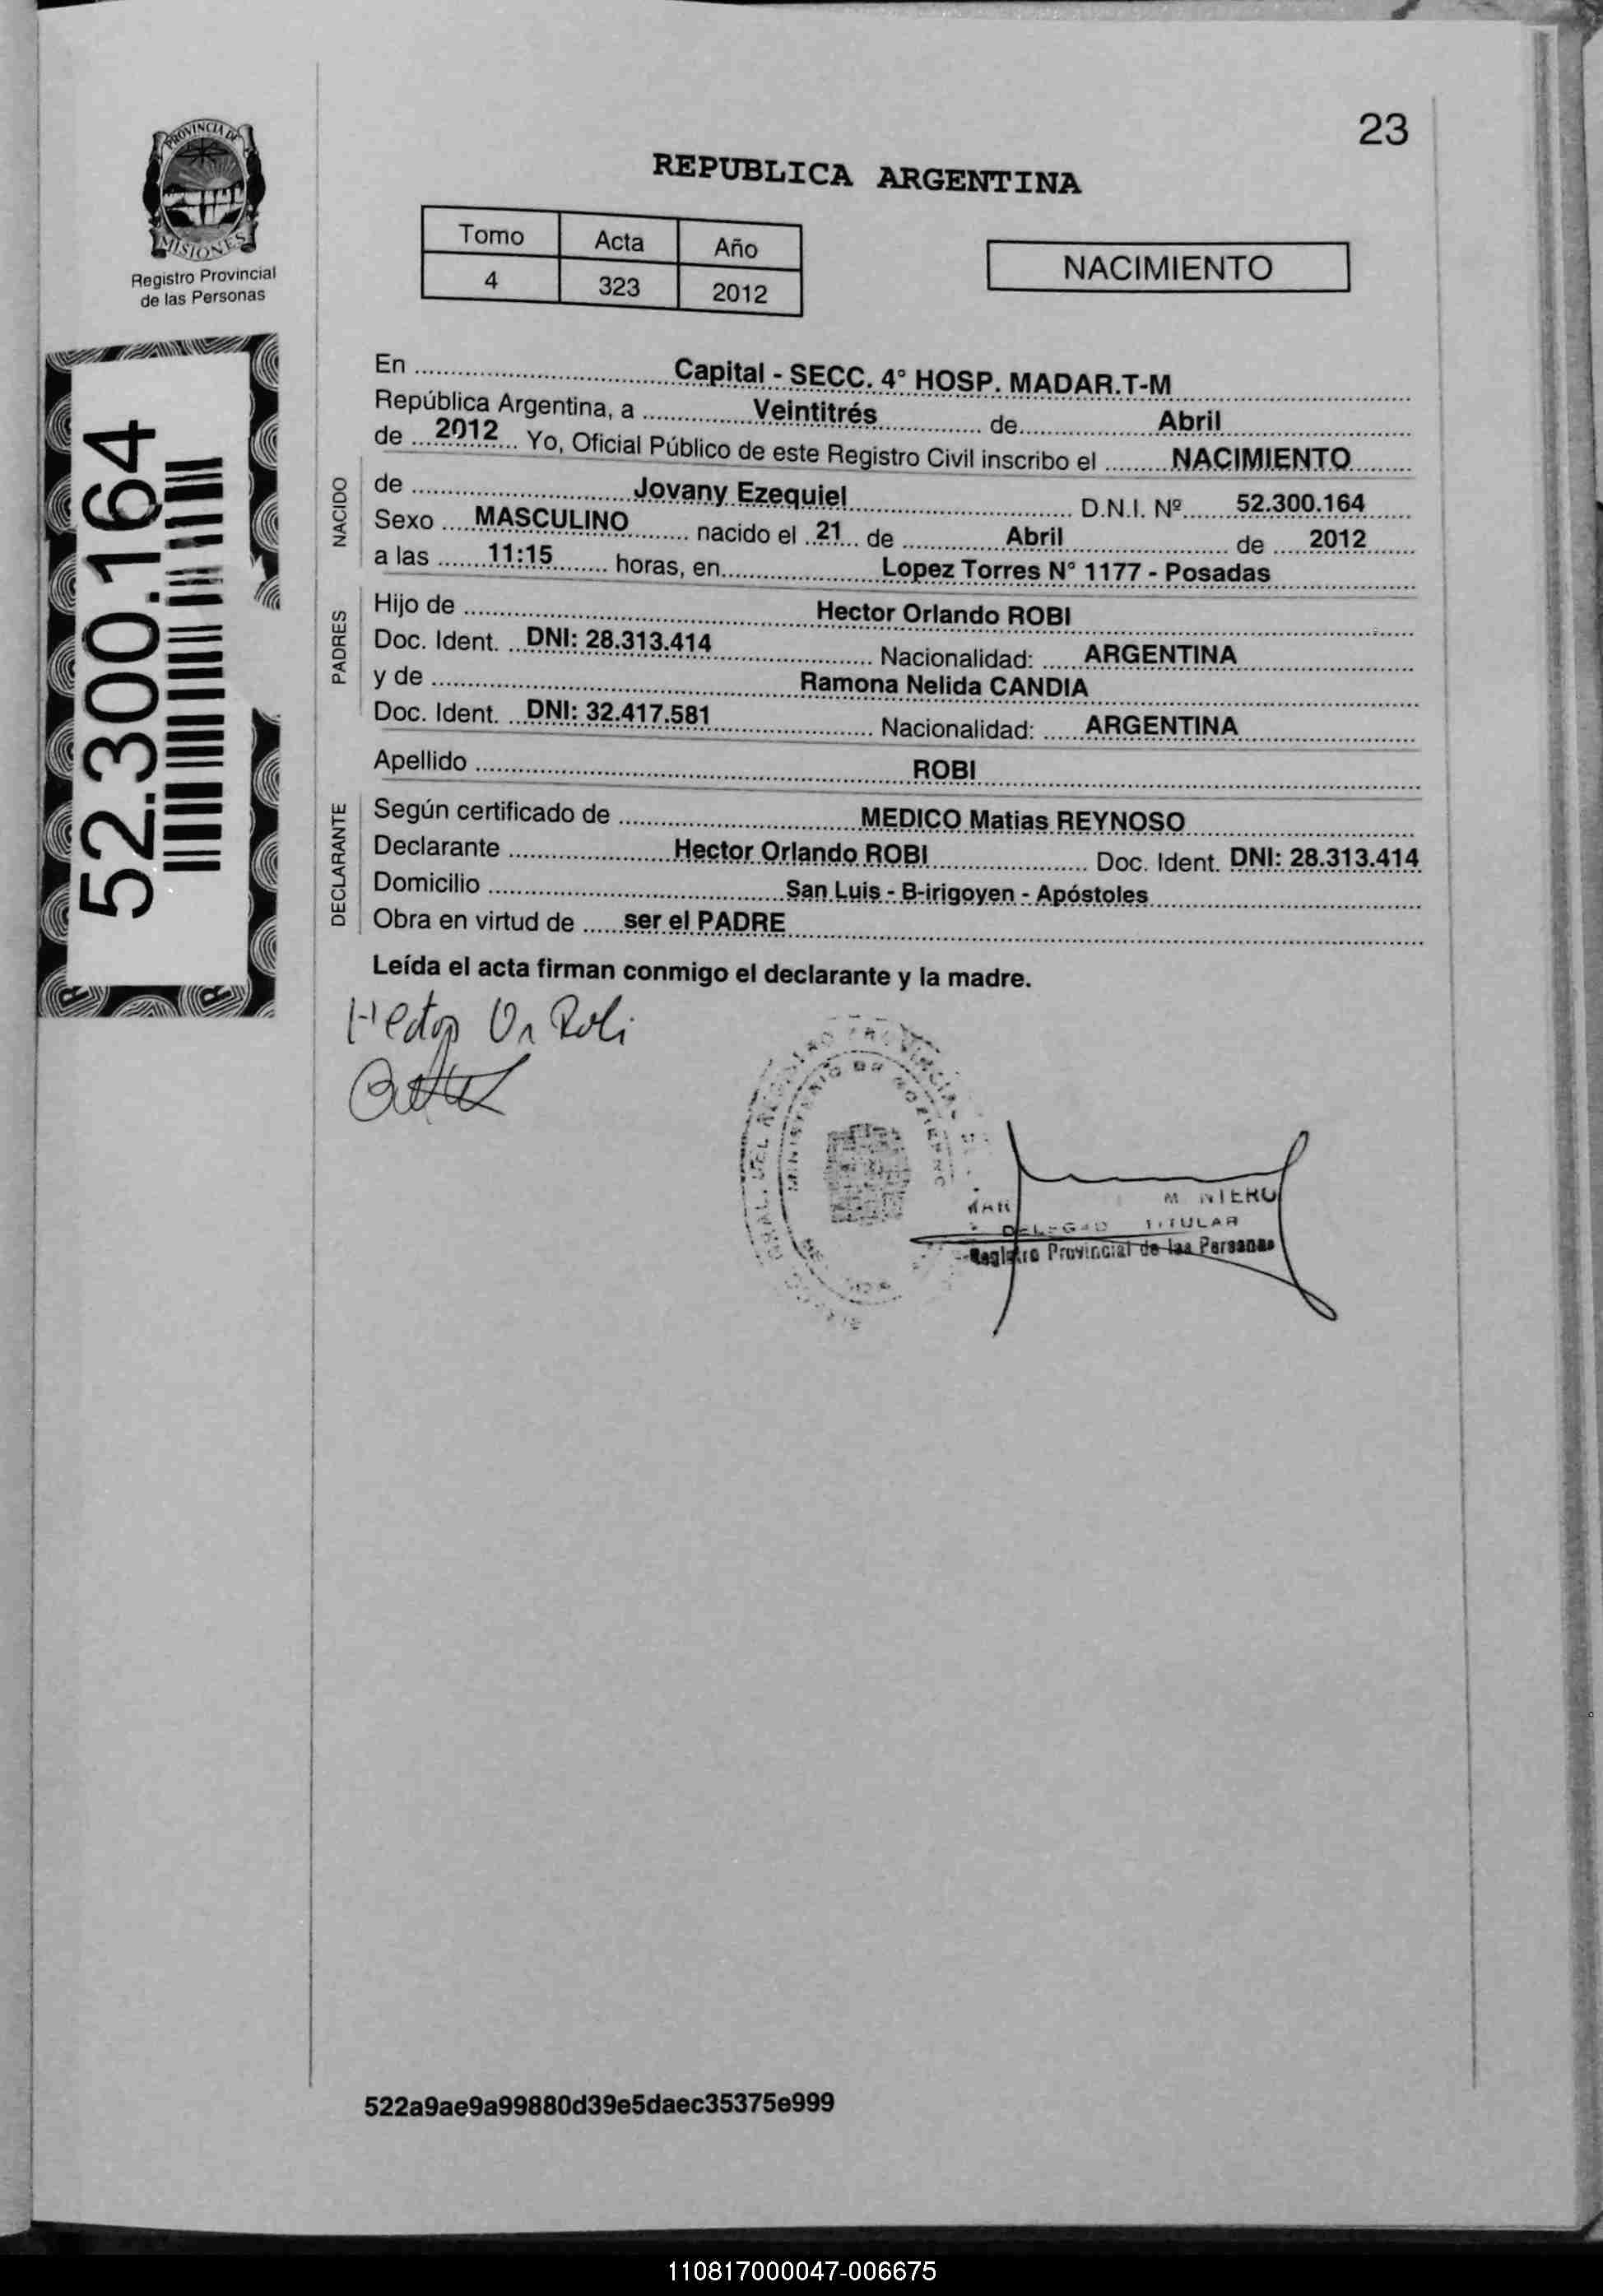 23
PROVINCIA DE
MISIONES
Registro Provincial
de las Personas
REPUBLICA ARGENTINA
Tomo Acta Año
4 323 2012
NACIMIENTO
52.300.164
En Capital - SECC. 4° HOSP. MADAR.T-M
República Argentina, a Veintitrés de Abril
de 2012 Yo, Oficial Público de este Registro Civil inscribo el NACIMIENTO
NACIDO
de Jovany Ezequiel D.N.I. Nº 52.300.164
Sexo MASCULINO nacido el 21 de Abril de 2012
a las 11:15 horas, en Lopez Torres N° 1177 - Posadas
PADRES
Hijo de Hector Orlando ROBI
Doc. Ident. DNI: 28.313.414 Nacionalidad: ARGENTINA
y de Ramona Nelida CANDIA
Doc. Ident. DNI: 32.417.581 Nacionalidad: ARGENTINA
Apellido ROBI
DECLARANTE
Según certificado de MEDICO Matias REYNOSO
Declarante Hector Orlando ROBI Doc. Ident. DNI: 28.313.414
Domicilio San Luis - B-irigoyen - Apóstoles
Obra en virtud de ser el PADRE
Leída el acta firman conmigo el declarante y la madre.
Hector Or Robi
MINISTERIO DE GOBIERNO
TITULAR
Registro Provincial de las Personas
522a9ae9a99880d39e5daec35375e999
110817000047-006675